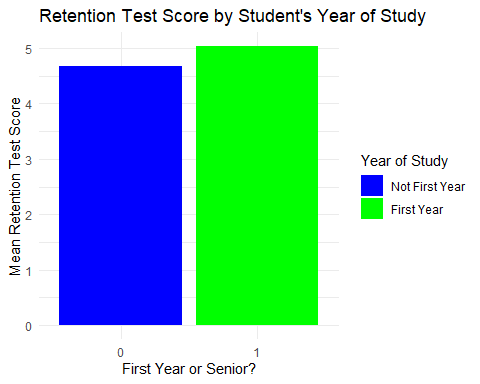 Retention Test Score by Student's Year of Study
Mean Retention Test Score
5
4
3
2
1
0
0
1
First Year or Senior?
Year of Study
Not First Year
First Year